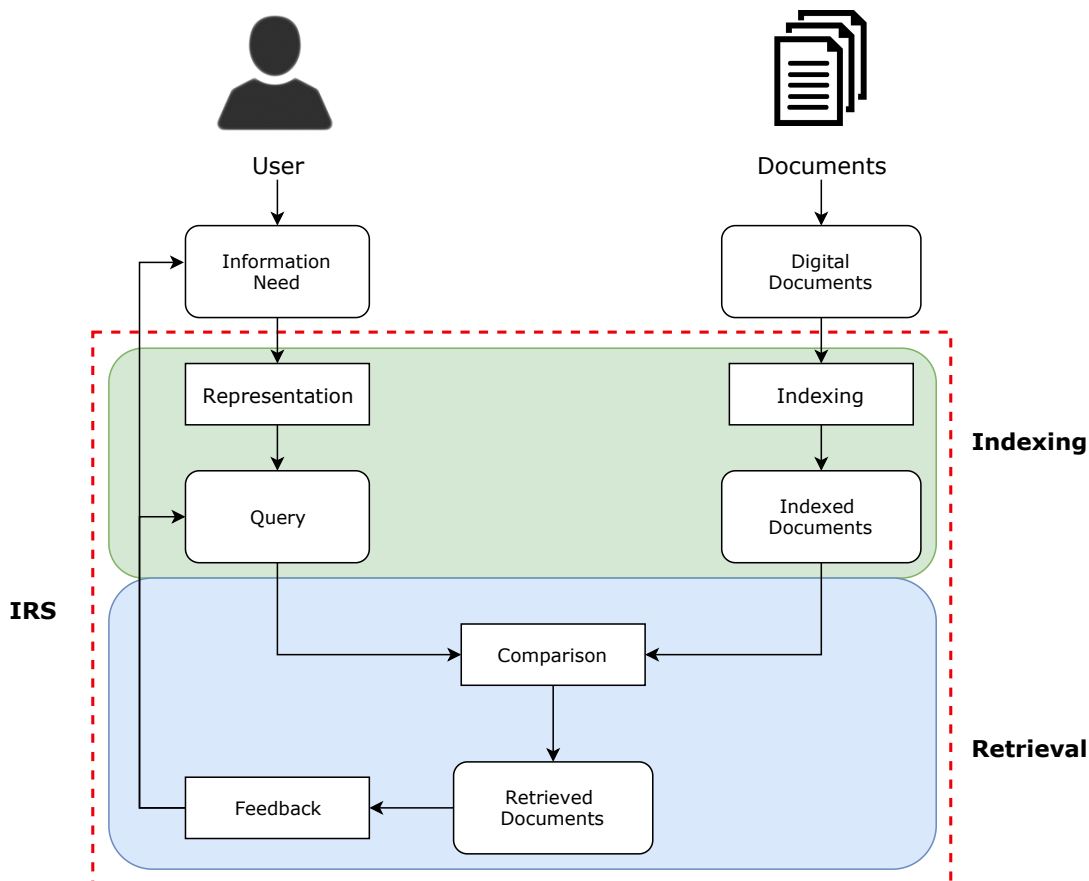 User
Documents
Information
Need
Digital
Documents
Representation
Indexing
Indexing
Query
Indexed
Documents
IRS
Comparison
Retrieval
Feedback
Retrieved
Documents